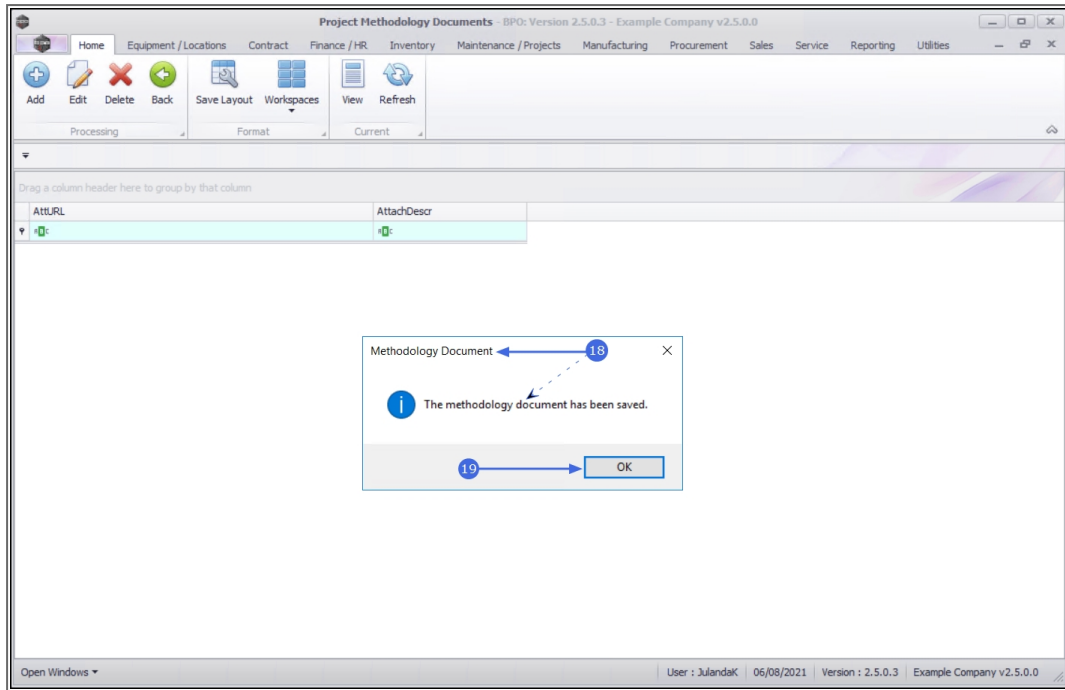 Project Methodology Documents - BPO: Version 2.5.0.3 - Example Company v2.5.0.0
Home Equipment / Locations Contract Finance / HR Inventory Maintenance / Projects Manufacturing Procurement Sales Service Reporting Utilities
Add Edit Delete Back Save Layout Workspaces View Refresh
Processing Format Current
Drag a column header here to group by that column
AttURL AttachDescr
Methodology Document 18
The methodology document has been saved.
19 OK
Open Windows User : JulandaK 06/08/2021 Version : 2.5.0.3 Example Company v2.5.0.0